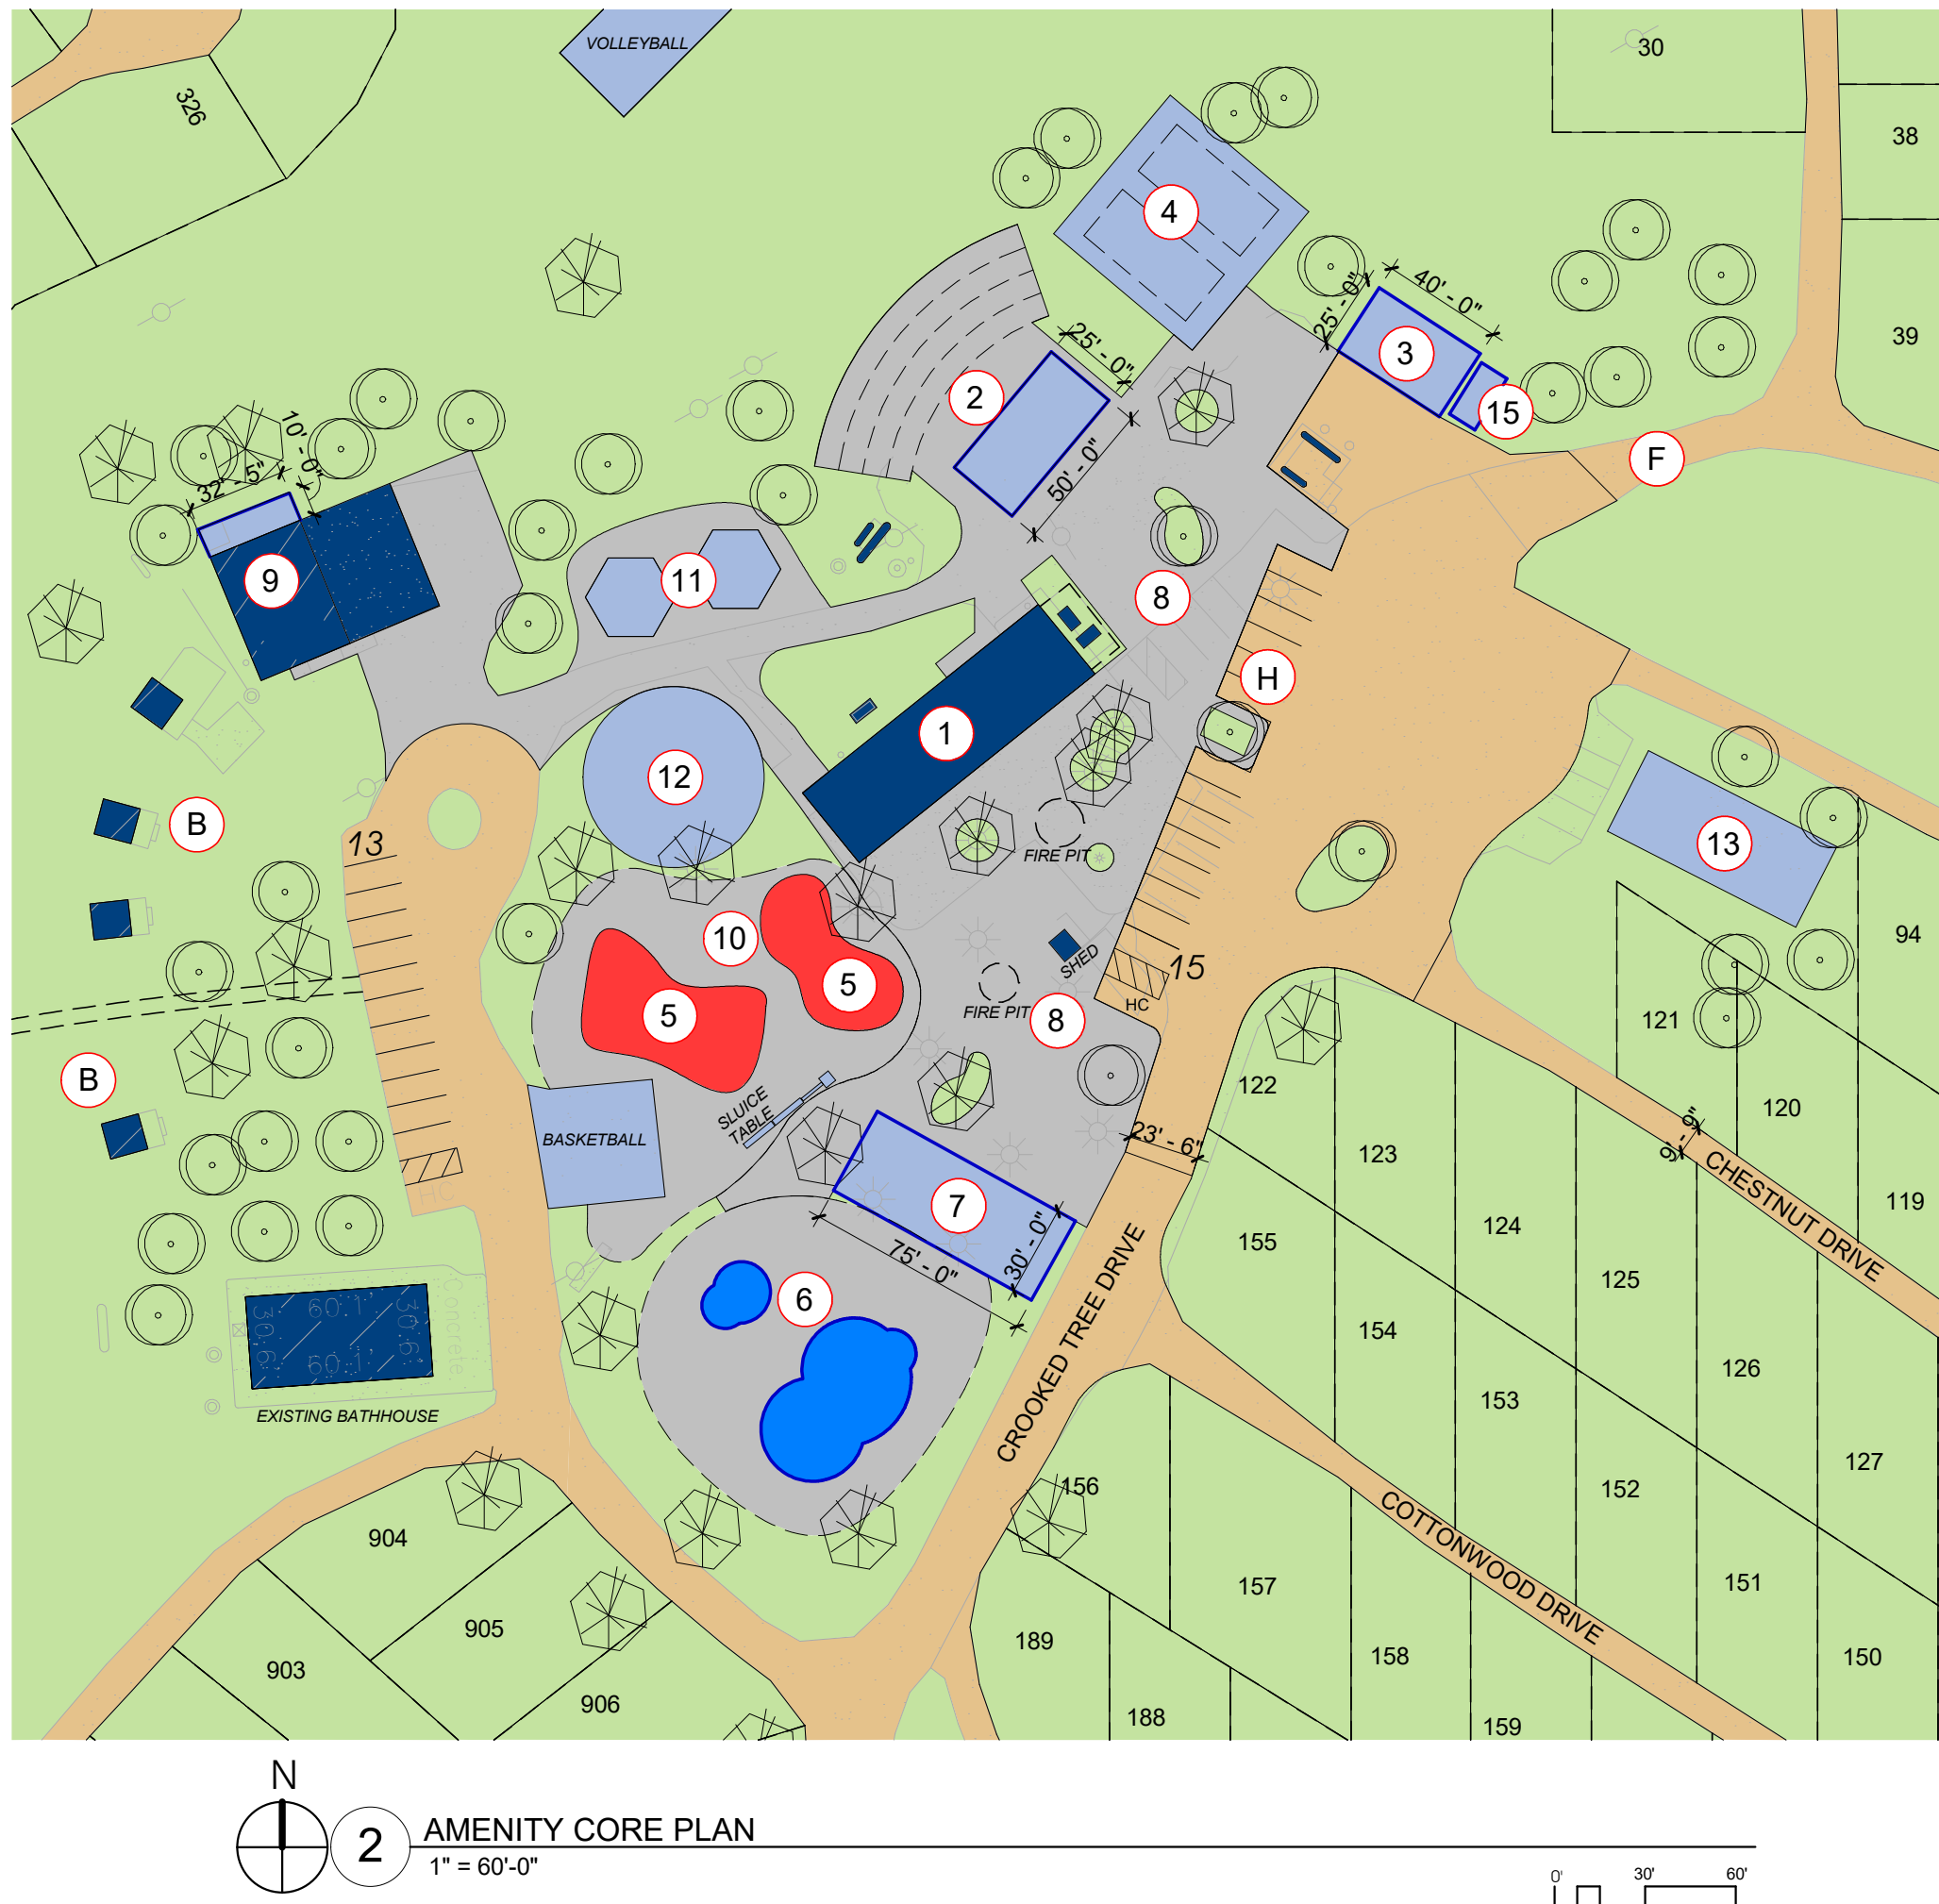 VOLLEYBALL
30
326
38
4
40' - 0"
25' - 0"
39
25' - 0"
3
2
15
10' - 0"
32' - 5"
F
50' - 0"
9
11
8
H
1
12
B
13
13
FIRE PIT
94
10
SHED
15
5
5
HC
FIRE PIT
8
121
B
122
120
SLUICE
TABLE
BASKETBALL
23' - 6"
123
9' - 9"
CHESTNUT DRIVE
HC
7
119
124
155
75' - 0"
30' - 0"
125
6
60.1'
30.6'
30.6'
60.1'
Concrete
154
CROOKED TREE DRIVE
126
EXISTING BATHHOUSE
153
127
156
152
COTTONWOOD DRIVE
904
157
151
905
189
158
150
903
906
188
159
N
2
AMENITY CORE PLAN
1" = 60'-0"
0'
30'
60'